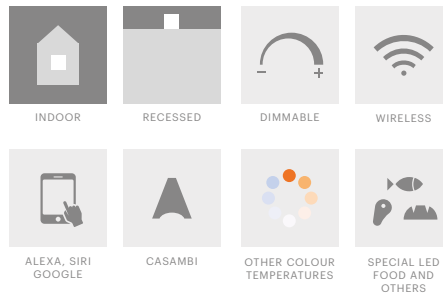 INDOOR
RECESSED
DIMMABLE
WIRELESS
ALEXA, SIRI
GOOGLE
CASAMBI
OTHER COLOUR
TEMPERATURES
SPECIAL LED
FOOD AND
OTHERS